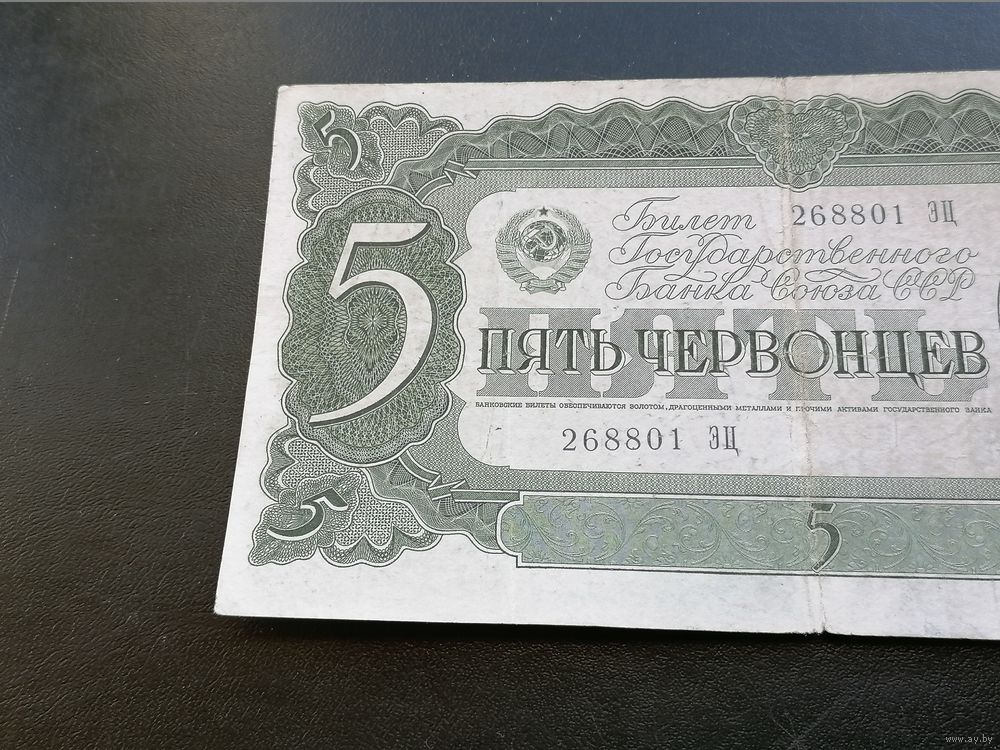 5
5
Билет 268801 ЭЦ
Государственного
Банка Союза ССР
ПЯТЬ
ПЯТЬ ЧЕРВОНЦЕВ
БАНКОВСКИЕ БИЛЕТЫ ОБЕСПЕЧИВАЮТСЯ ЗОЛОТОМ, ДРАГОЦЕННЫМИ МЕТАЛЛАМИ И ПРОЧИМИ АКТИВАМИ ГОСУДАРСТВЕННОГО БАНКА
268801 ЭЦ
5
5
www.ay.by